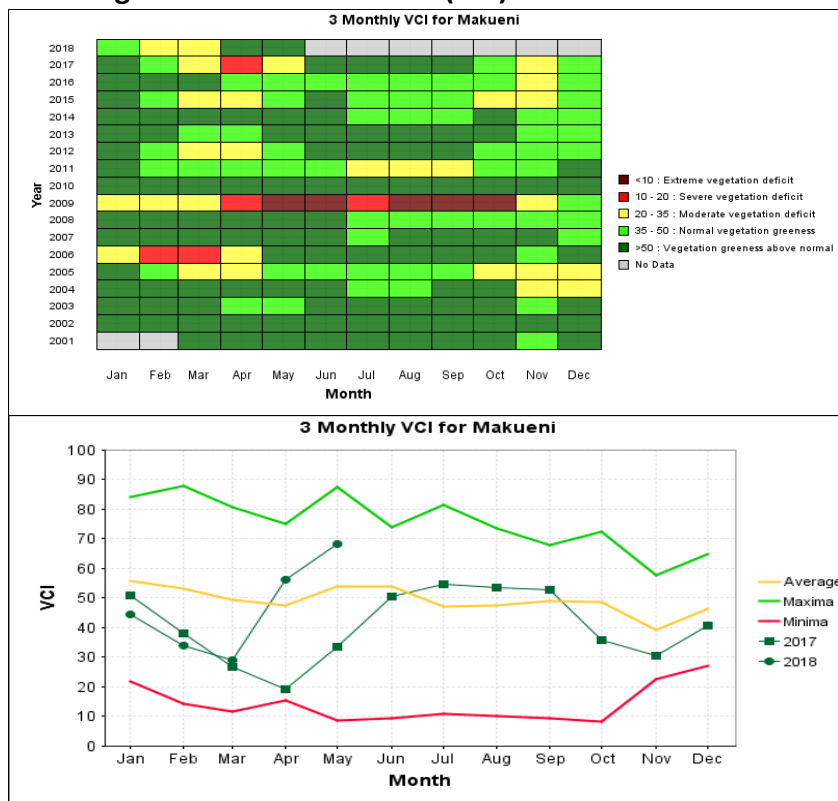 3 Monthly VCI for Makueni
2018
2017
2016
2015
2014
2013
2012
2011
2010
2009
2008
2007
2006
2005
2004
2003
2002
2001
Year
Jan Feb Mar Apr May Jun Jul Aug Sep Oct Nov Dec
Month
<10 : Extreme vegetation deficit
10 - 20 : Severe vegetation deficit
20 - 35 : Moderate vegetation deficit
35 - 50 : Normal vegetation greeness
>50 : Vegetation greeness above normal
No Data
3 Monthly VCI for Makueni
100
90
80
70
60
50
40
30
20
10
0
VCI
Jan Feb Mar Apr May Jun Jul Aug Sep Oct Nov Dec
Month
Average
Maxima
Minima
2017
2018